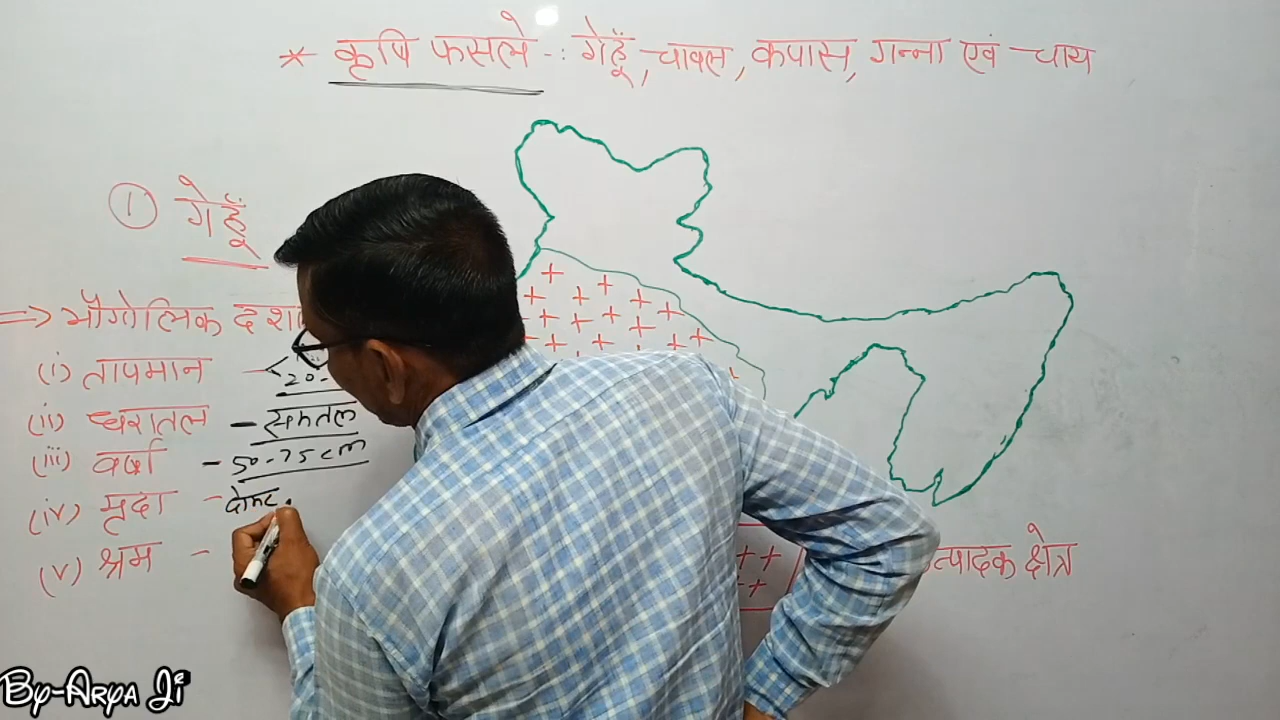 * कृषि फसले -: गेहूँ, चावल, कपास, गन्ना एवं चाय
① गेहूँ
⇒ भौगोलिक दशा
(i) तापमान - 20-
(ii) धरातल - समतल
(iii) वर्षा - 50-75 cm
(iv) मृदा - दोमट
(v) श्रम -
त्पादक क्षेत्र
By-Arya Ji